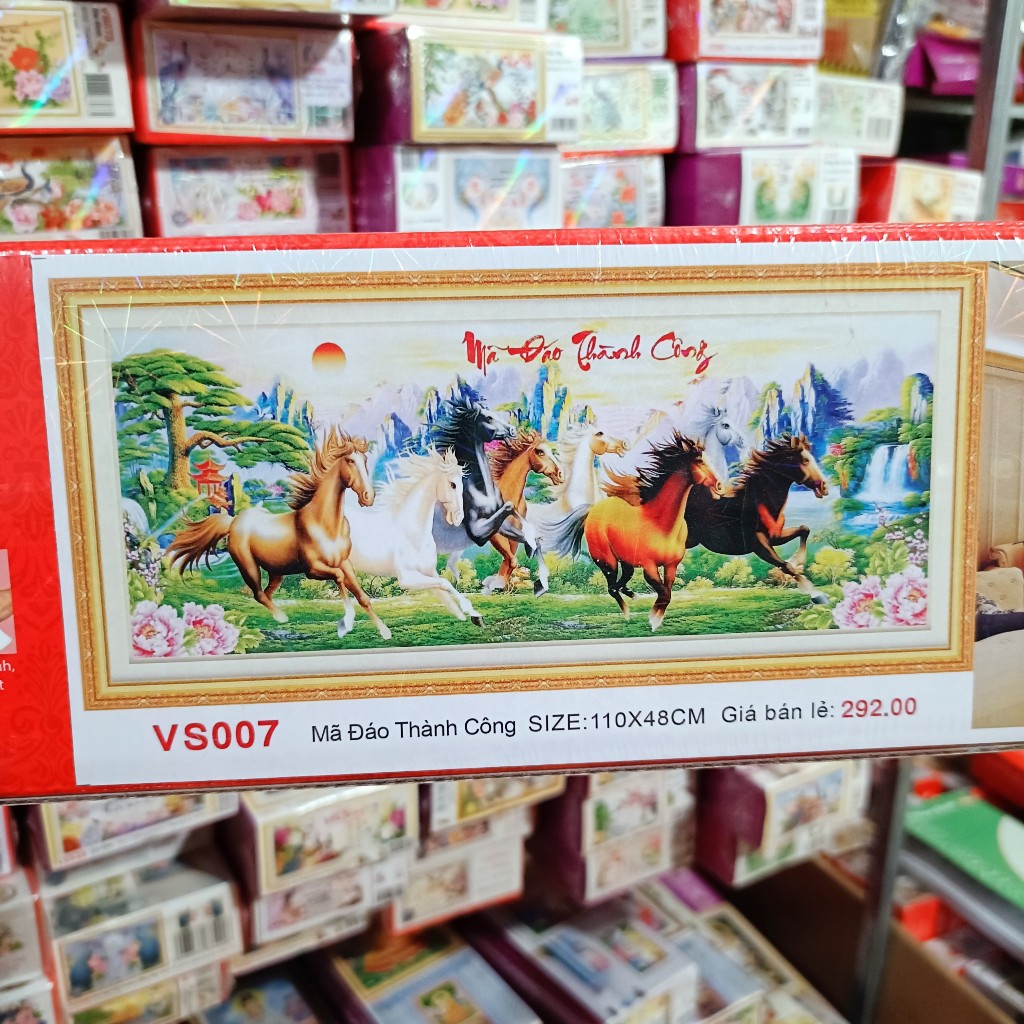 Mã Đáo Thành Công
VS007 Mã Đáo Thành Công SIZE:110X48CM Giá bán lẻ: 292.00